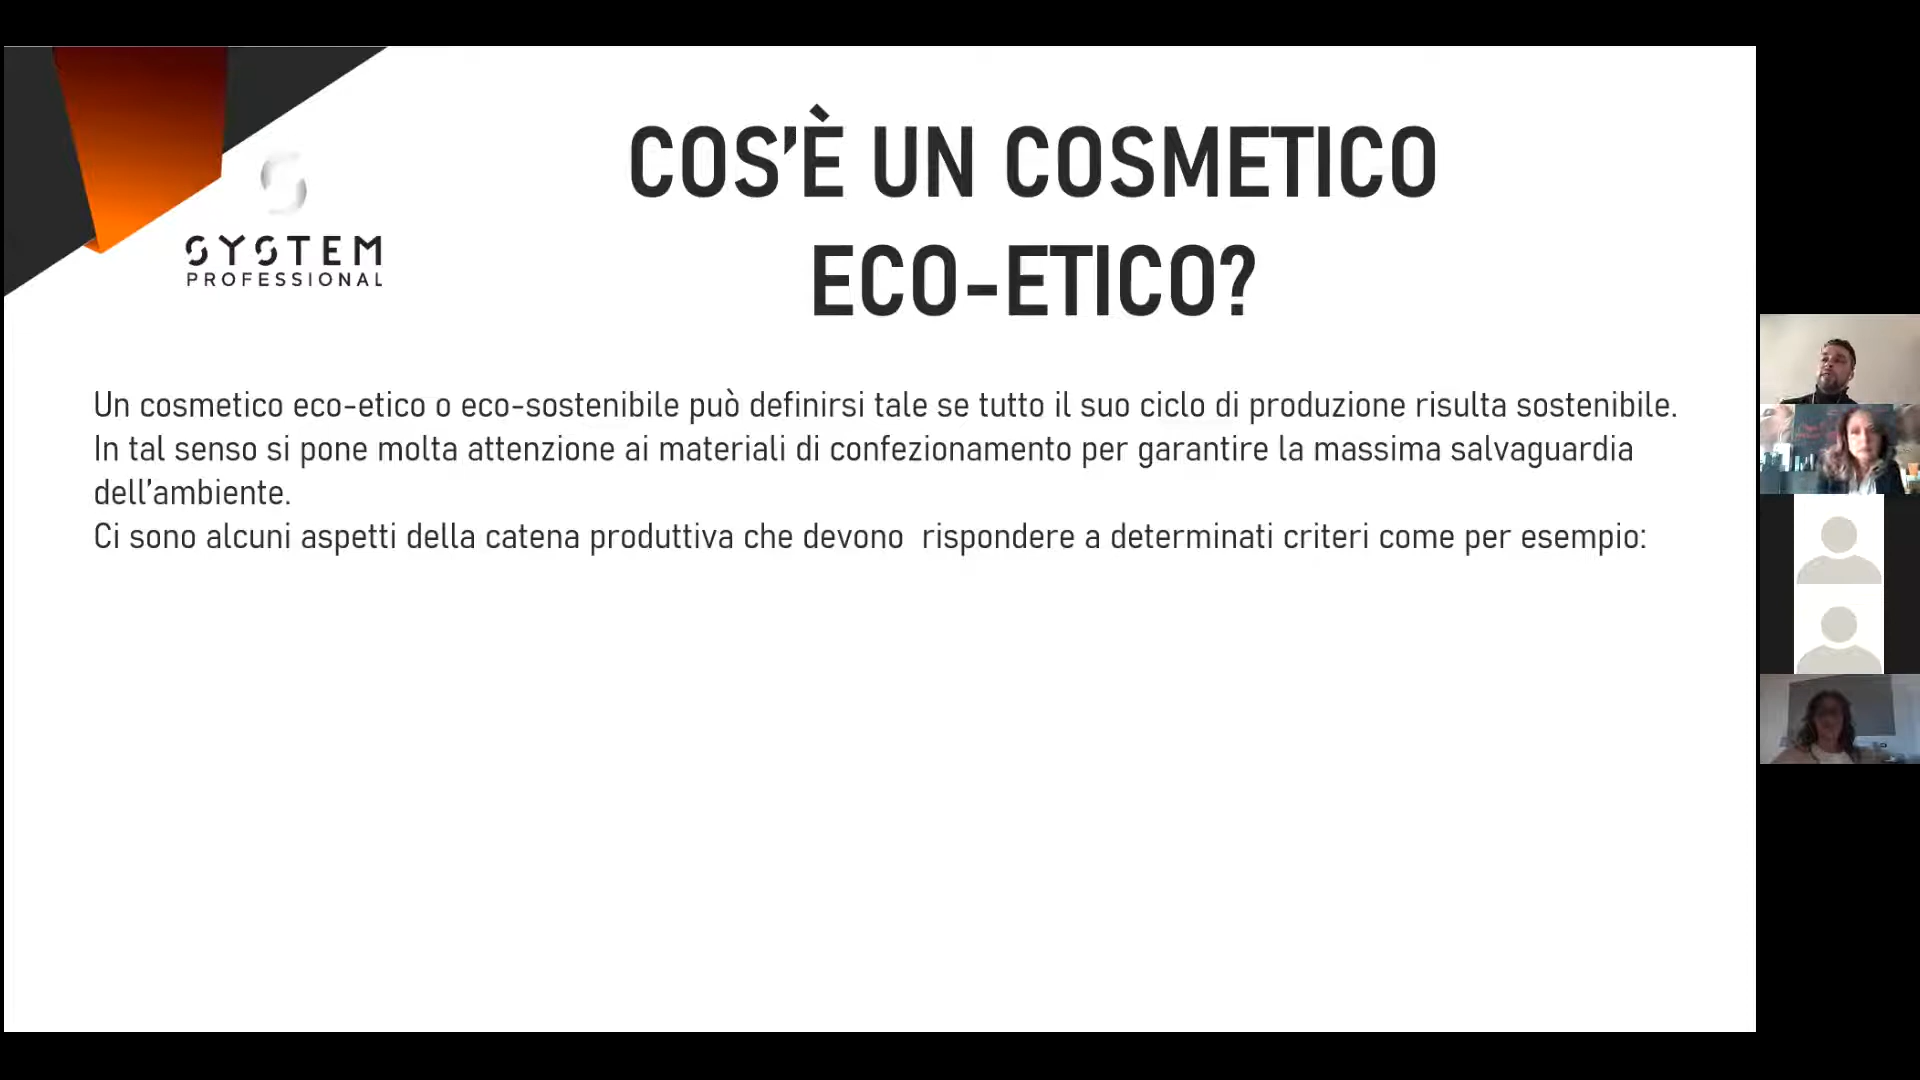 SYSTEM
PROFESSIONAL
COS’È UN COSMETICO
ECO-ETICO?
Un cosmetico eco-etico o eco-sostenibile può definirsi tale se tutto il suo ciclo di produzione risulta sostenibile.
In tal senso si pone molta attenzione ai materiali di confezionamento per garantire la massima salvaguardia
dell’ambiente.
Ci sono alcuni aspetti della catena produttiva che devono  rispondere a determinati criteri come per esempio: